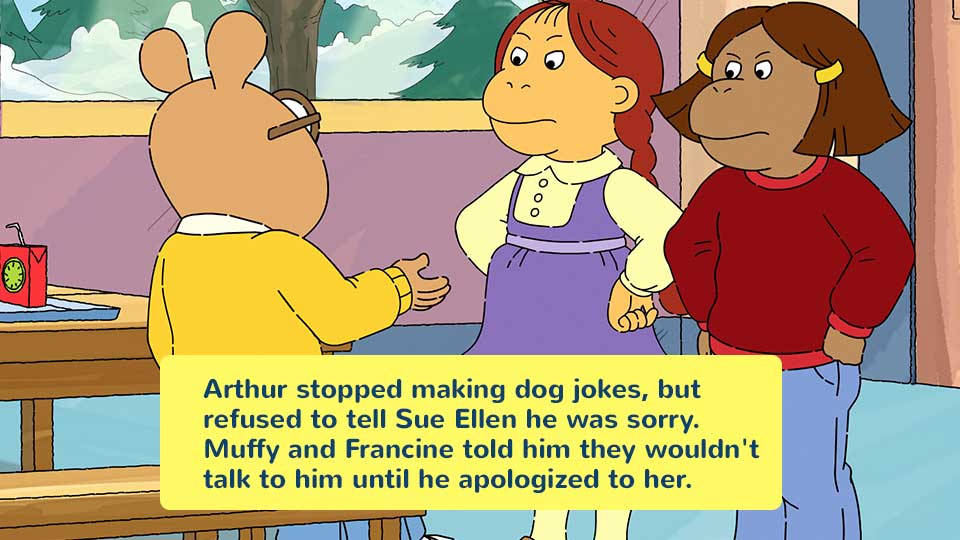 Arthur stopped making dog jokes, but
refused to tell Sue Ellen he was sorry.
Muffy and Francine told him they wouldn't
talk to him until he apologized to her.